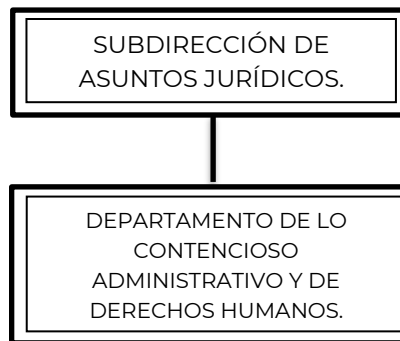 SUBDIRECCIÓN DE
ASUNTOS JURÍDICOS.
DEPARTAMENTO DE LO
CONTENCIOSO
ADMINISTRATIVO Y DE
DERECHOS HUMANOS.